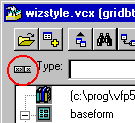 wizstyle.vcx (gridbt
Type:
(c:\prog\vfp5
baseform